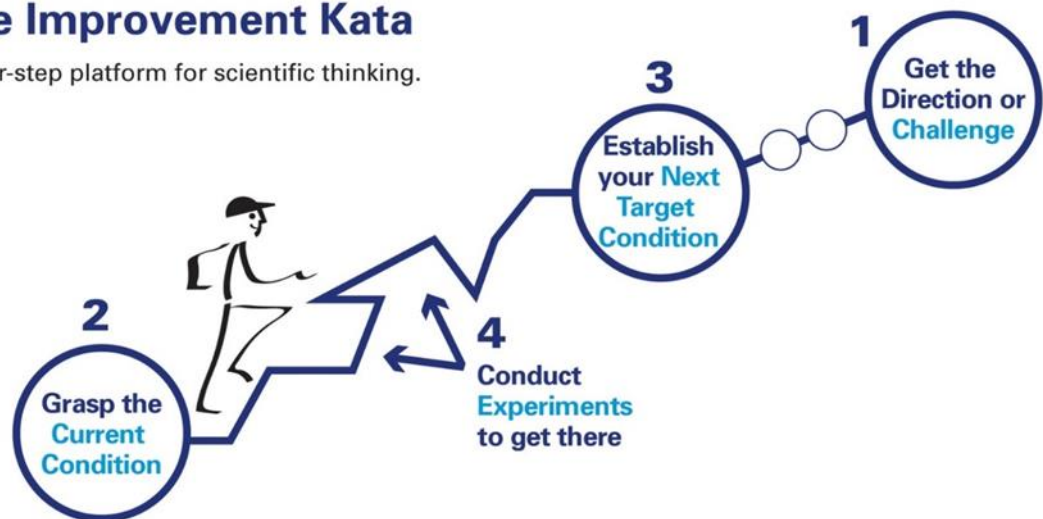 e Improvement Kata
r-step platform for scientific thinking.
1
Get the
Direction or
Challenge
3
Establish
your Next
Target
Condition
2
Grasp the
Current
Condition
4
Conduct
Experiments
to get there